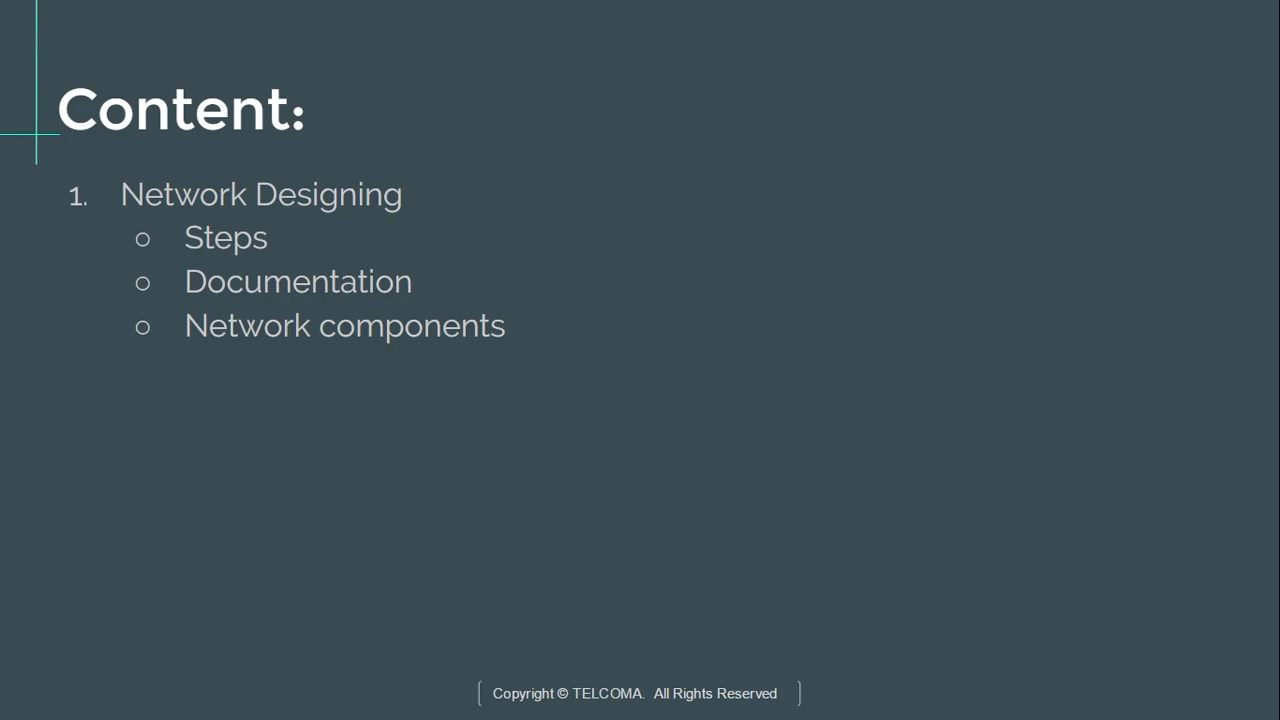 Content:
1. Network Designing
○ Steps
○ Documentation
○ Network components
Copyright © TELCOMA. All Rights Reserved